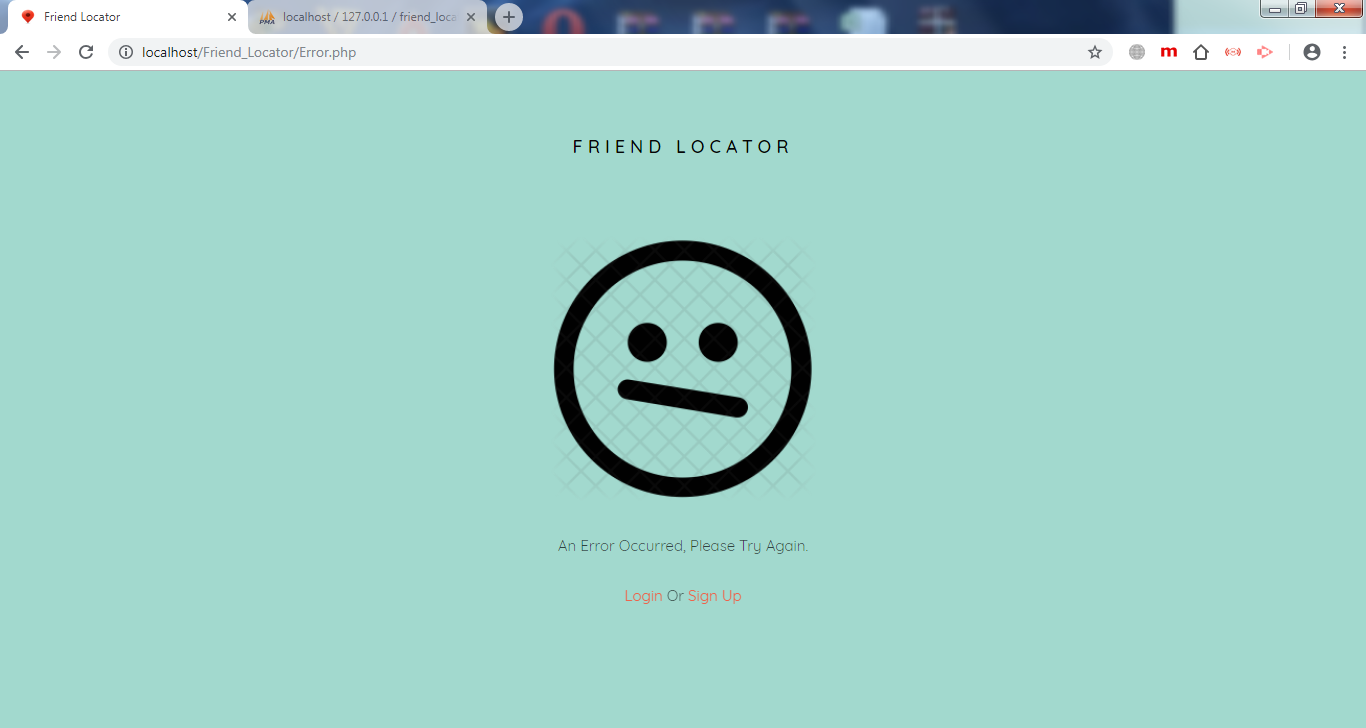 Friend Locator
PMA localhost / 127.0.0.1 / friend_loca
localhost/Friend_Locator/Error.php
m
FRIEND LOCATOR
An Error Occurred, Please Try Again.
Login Or Sign Up